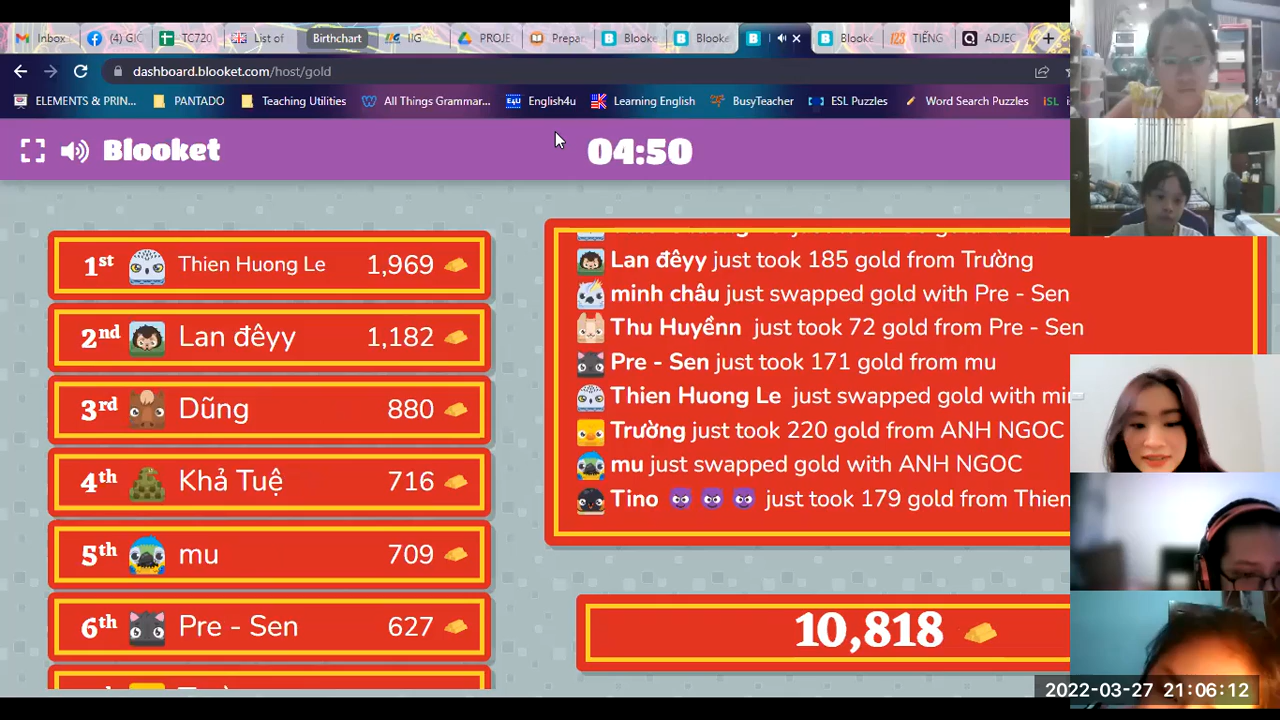 Inbox
(4) GIC
TC720
List of
Birthchart
IIG
PROJE
Prepa
Blooke
Blooke
Blooke
TIẾNG
ADJEC
dashboard.blooket.com/host/gold
ELEMENTS & PRIN...
PANTADO
Teaching Utilities
All Things Grammar...
English4u
Learning English
BusyTeacher
ESL Puzzles
Word Search Puzzles
Blooket
04:50
1st Thien Huong Le 1,969
2nd Lan đêyy 1,182
3rd Dũng 880
4th Khả Tuệ 716
5th mu 709
6th Pre - Sen 627
Lan đêyy just took 185 gold from Trường
minh châu just swapped gold with Pre - Sen
Thu Huyềnn just took 72 gold from Pre - Sen
Pre - Sen just took 171 gold from mu
Thien Huong Le just swapped gold with min
Trường just took 220 gold from ANH NGOC
mu just swapped gold with ANH NGOC
Tino 😈 😈 😈 just took 179 gold from Thien
10,818
2022-03-27 21:06:12